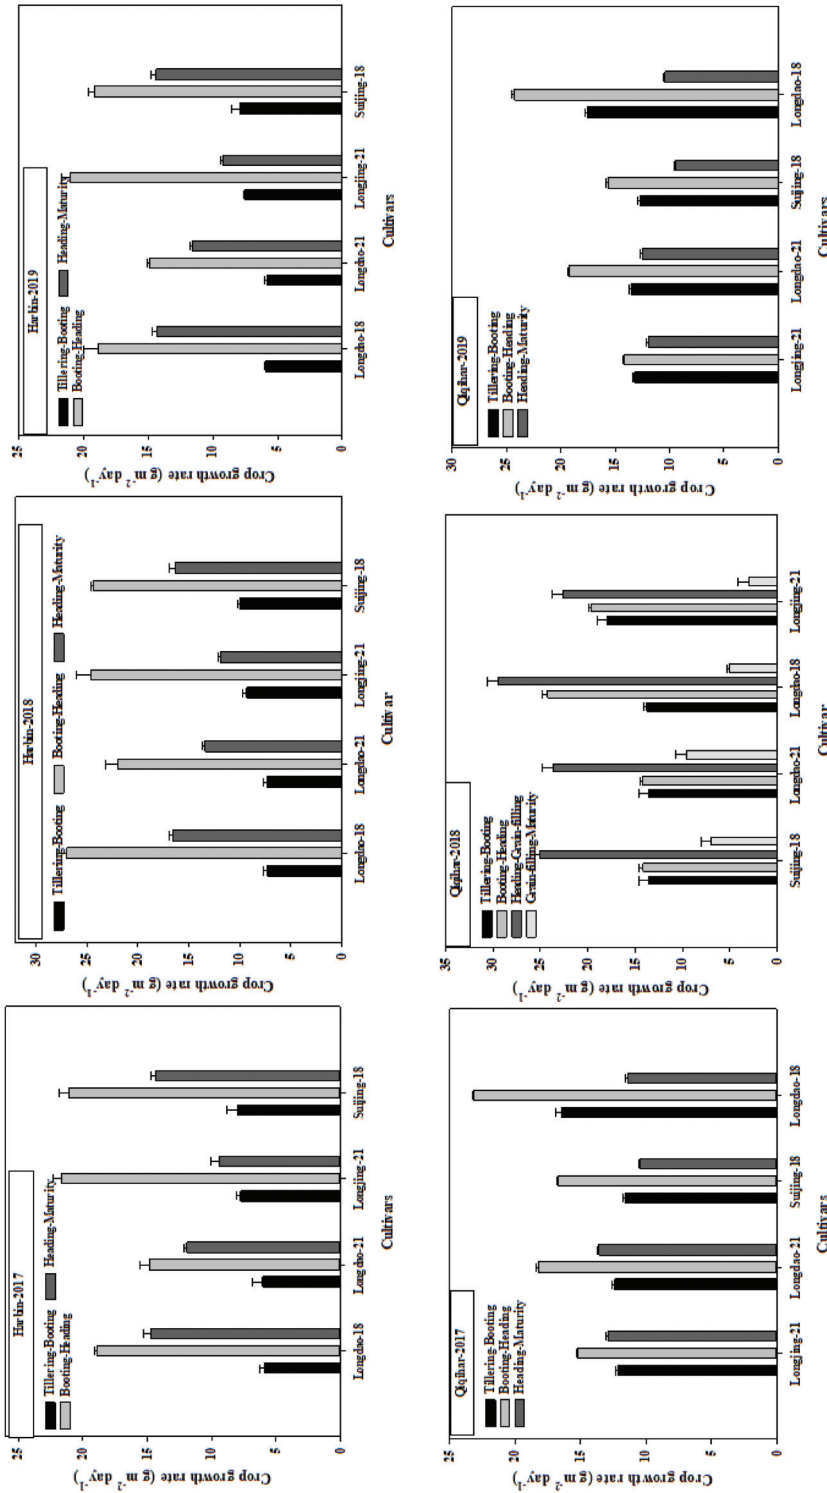 Harbin-2017
Tillering-Booting Heading-Maturity
Booting-Heading
Crop growth rate (g m⁻² day⁻¹)
25
20
15
10
5
0
Longdao-18 Longdao-21 Longjing-21 Suijing-18
Cultivars
Harbin-2018
Tillering-Booting Booting-Heading Heading-Maturity
Crop growth rate (g m⁻² day⁻¹)
30
25
20
15
10
5
0
Longdao-18 Longdao-21 Longjing-21 Suijing-18
Cultivar
Harbin-2019
Tillering-Booting Heading-Maturity
Booting-Heading
Crop growth rate (g m⁻² day⁻¹)
25
20
15
10
5
0
Longdao-18 Longdao-21 Longjing-21 Suijing-18
Cultivars
Qiqihar-2017
Tillering-Booting
Booting-Heading
Heading-Maturity
Crop growth rate (g m⁻² day⁻¹)
25
20
15
10
5
0
Longjing-21 Longdao-21 Suijing-18 Longdao-18
Cultivars
Qiqihar-2018
Tillering-Booting
Booting-Heading
Heading-Grain-filling
Grain-filling-Maturity
Crop growth rate (g m⁻² day⁻¹)
35
30
25
20
15
10
5
0
Suijing-18 Longdao-21 Longdao-18 Longjing-21
Cultivar
Qiqihar-2019
Tillering-Booting
Booting-Heading
Heading-Maturity
Crop growth rate (g m⁻² day⁻¹)
30
25
20
15
10
5
0
Longjing-21 Longdao-21 Suijing-18 Longdao-18
Cultivars